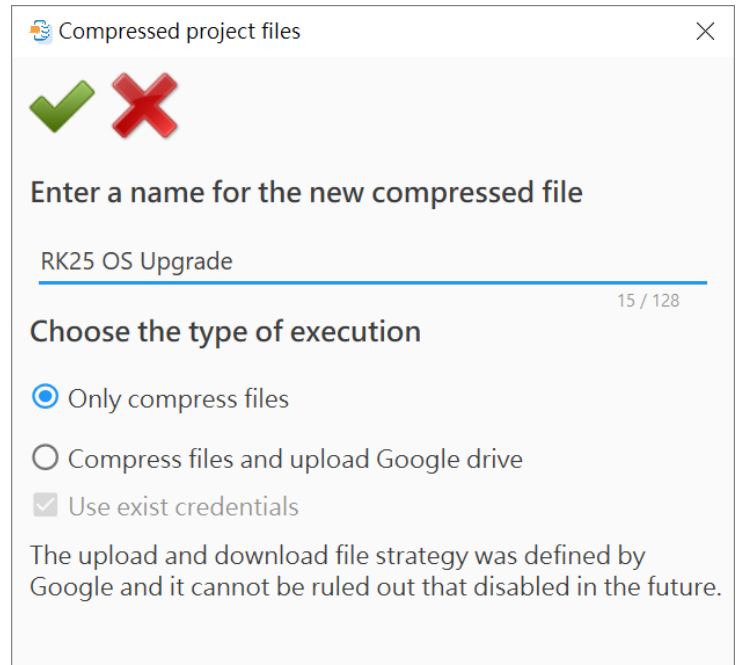 Compressed project files
Enter a name for the new compressed file
RK25 OS Upgrade
15 / 128
Choose the type of execution
Only compress files
Compress files and upload Google drive
Use exist credentials
The upload and download file strategy was defined by
Google and it cannot be ruled out that disabled in the future.